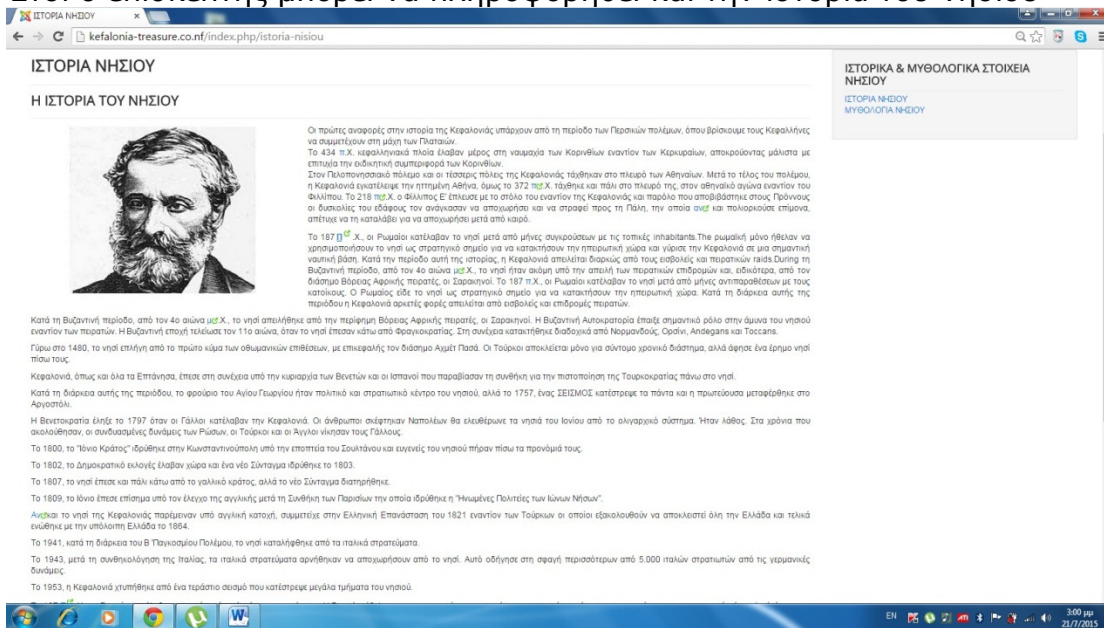 Έτσι ο επισκέπτης μπορεί να πληροφορηθεί και την ιστορία του νησιού
ΙΣΤΟΡΙΑ ΝΗΣΙΟΥ
kefalonia-treasure.co.nf/index.php/istoria-nisiou
ΙΣΤΟΡΙΑ ΝΗΣΙΟΥ
Η ΙΣΤΟΡΙΑ ΤΟΥ ΝΗΣΙΟΥ
Οι πρώτες αναφορές στην ιστορία της Κεφαλονιάς υπάρχουν από τη περίοδο των Περσικών πολέμων, όπου βρίσκουμε τους Κεφαλλήνες
να συμμετέχουν στη μάχη των Πλαταιών.
Το 434 π.Χ. κεφαλληνιακά πλοία έλαβαν μέρος στη ναυμαχία των Κορινθίων εναντίον των Κερκυραίων, αποκρούοντας μάλιστα με
επιτυχία την εκδικητική συμπεριφορά των Κορινθίων.
Στον Πελοποννησιακό πόλεμο και οι τέσσερις πόλεις της Κεφαλονιάς τάχθηκαν στο πλευρό των Αθηναίων. Μετά το τέλος του πολέμου,
η Κεφαλονιά εγκατέλειψε την ηττημένη Αθήνα, όμως το 372 π.Χ. τάχθηκε και πάλι στο πλευρό της, στον αθηναϊκό αγώνα εναντίον του
Φιλλίπου. Το 218 π.Χ. ο Φίλιππος Ε' έπλευσε με το στόλο του εναντίον της Κεφαλονιάς και παρόλο που αποβιβάστηκε στους Πρόννους
οι δυσκολίες του εδάφους τον ανάγκασαν να αποχωρήσει και να στραφεί προς τη Πάλη, την οποία αν και πολιορκούσε επίμονα,
απέτυχε να τη καταλάβει για να αποχωρήσει μετά από καιρό.
Το 187 π .Χ., οι Ρωμαίοι κατέλαβαν το νησί μετά από μήνες συγκρούσεων με τις τοπικές inhabitants.The ρωμαϊκή μόνο ήθελαν να
χρησιμοποιήσουν το νησί ως στρατηγικό σημείο για να κατακτήσουν την ηπειρωτική χώρα και γύρισε την Κεφαλονιά σε μια σημαντική
ναυτική βάση. Κατά την περίοδο αυτή της ιστορίας, η Κεφαλονιά απειλείται διαρκώς από τους εισβολείς και πειρατικών raids.During τη
Βυζαντινή περίοδο, από τον 4ο αιώνα μ.Χ., το νησί ήταν ακόμη υπό την απειλή των πειρατικών επιδρομών και, ειδικότερα, από τον
διάσημο Βόρειας Αφρικής πειρατές, οι Σαρακηνοί. Το 187 π.Χ., οι Ρωμαίοι κατέλαβαν το νησί μετά από μήνες αντιπαραθέσεων με τους
κατοίκους. Ο Ρωμαίος είδε το νησί ως στρατηγικό σημείο για να κατακτήσουν την ηπειρωτική χώρα. Κατά τη διάρκεια αυτής της
περιόδου η Κεφαλονιά αρκετές φορές απειλείται από εισβολείς και επιδρομές πειρατών.
Κατά τη Βυζαντινή περίοδο, από τον 4ο αιώνα μ.Χ., το νησί απειλήθηκε από την περίφημη Βόρειας Αφρικής πειρατές, οι Σαρακηνοί. Η Βυζαντινή Αυτοκρατορία έπαιξε σημαντικό ρόλο στην άμυνα του νησιού
εναντίον των πειρατών. Η Βυζαντινή εποχή τελείωσε τον 11ο αιώνα, όταν το νησί έπεσαν κάτω από Φραγκοκρατίας. Στη συνέχεια κατακτήθηκε διαδοχικά από Νορμανδούς, Ορσίνι, Andegans και Toccans.
Γύρω στο 1480, το νησί επλήγη από το πρώτο κύμα των οθωμανικών επιθέσεων, με επικεφαλής τον διάσημο Αχμέτ Πασά. Οι Τούρκοι αποκλείεται μόνο για σύντομο χρονικό διάστημα, αλλά άφησε ένα έρημο νησί
πίσω τους.
Κεφαλονιά, όπως και όλα τα Επτάνησα, έπεσε στη συνέχεια υπό την κυριαρχία των Βενετών και οι Ισπανοί που παραβίασαν τη συνθήκη για την πιστοποίηση της Τουρκοκρατίας πάνω στο νησί.
Κατά τη διάρκεια αυτής της περιόδου, το φρούριο του Αγίου Γεωργίου ήταν πολιτικό και στρατιωτικό κέντρο του νησιού, αλλά το 1757, ένας ΣΕΙΣΜΟΣ κατέστρεψε τα πάντα και η πρωτεύουσα μεταφέρθηκε στο
Αργοστόλι.
Η Βενετοκρατία έληξε το 1797 όταν οι Γάλλοι κατέλαβαν την Κεφαλονιά. Οι άνθρωποι σκέφτηκαν Ναπολέων θα ελευθέρωνε τα νησιά του Ιονίου από το ολιγαρχικό σύστημα. Ήταν λάθος. Στα χρόνια που
ακολούθησαν, οι συνδυασμένες δυνάμεις των Ρώσων, οι Τούρκοι και οι Άγγλοι νίκησαν τους Γάλλους.
Το 1800, το "Ιόνιο Κράτος" ιδρύθηκε στην Κωνσταντινούπολη υπό την εποπτεία του Σουλτάνου και ευγενείς του νησιού πήραν πίσω τα προνόμιά τους.
Το 1802, το Δημοκρατικό εκλογές έλαβαν χώρα και ένα νέο Σύνταγμα ιδρύθηκε το 1803.
Το 1807, το νησί έπεσε και πάλι κάτω από το γαλλικό κράτος, αλλά το νέο Σύνταγμα διατηρήθηκε.
Το 1809, το Ιόνιο έπεσε επίσημα υπό τον έλεγχο της αγγλικής μετά τη Συνθήκη των Παρισίων την οποία ιδρύθηκε η "Ηνωμένες Πολιτείες των Ιώνων Νήσων".
Αν και το νησί της Κεφαλονιάς παρέμειναν υπό αγγλική κατοχή, συμμετείχε στην Ελληνική Επανάσταση του 1821 εναντίον των Τούρκων οι οποίοι εξακολουθούν να αποκλειστεί όλη την Ελλάδα και τελικά
ενώθηκε με την υπόλοιπη Ελλάδα το 1864.
Το 1941, κατά τη διάρκεια του Β 'Παγκοσμίου Πολέμου, το νησί καταλήφθηκε από τα ιταλικά στρατεύματα.
Το 1943, μετά τη συνθηκολόγηση της Ιταλίας, τα ιταλικά στρατεύματα αρνήθηκαν να αποχωρήσουν από το νησί. Αυτό οδήγησε στη σφαγή περισσότερων από 5.000 ιταλών στρατιωτών από τις γερμανικές
δυνάμεις.
Το 1953, η Κεφαλονιά χτυπήθηκε από ένα τεράστιο σεισμό που κατέστρεψε μεγάλα τμήματα του νησιού.
ΙΣΤΟΡΙΚΑ & ΜΥΘΟΛΟΓΙΚΑ ΣΤΟΙΧΕΙΑ
ΝΗΣΙΟΥ
ΙΣΤΟΡΙΑ ΝΗΣΙΟΥ
ΜΥΘΟΛΟΓΙΑ ΝΗΣΙΟΥ
EN
3:00 μμ
21/7/2015